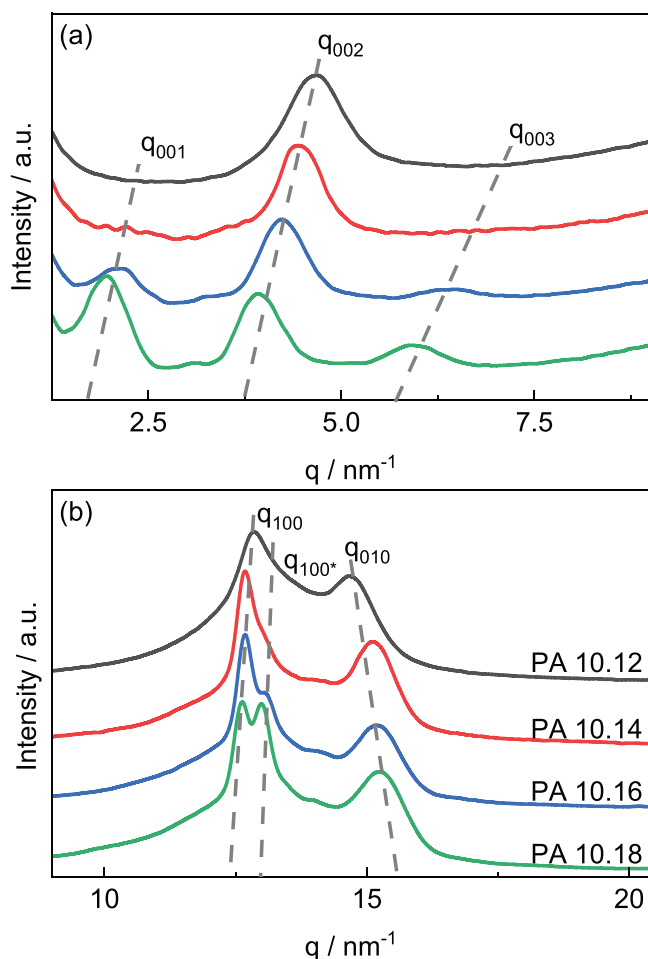 (a)
q002
q001
q003
Intensity / a.u.
2.5 5.0 7.5
q / nm-1
(b)
q100
q100* q010
Intensity / a.u.
PA 10.12
PA 10.14
PA 10.16
PA 10.18
10 15 20
q / nm-1